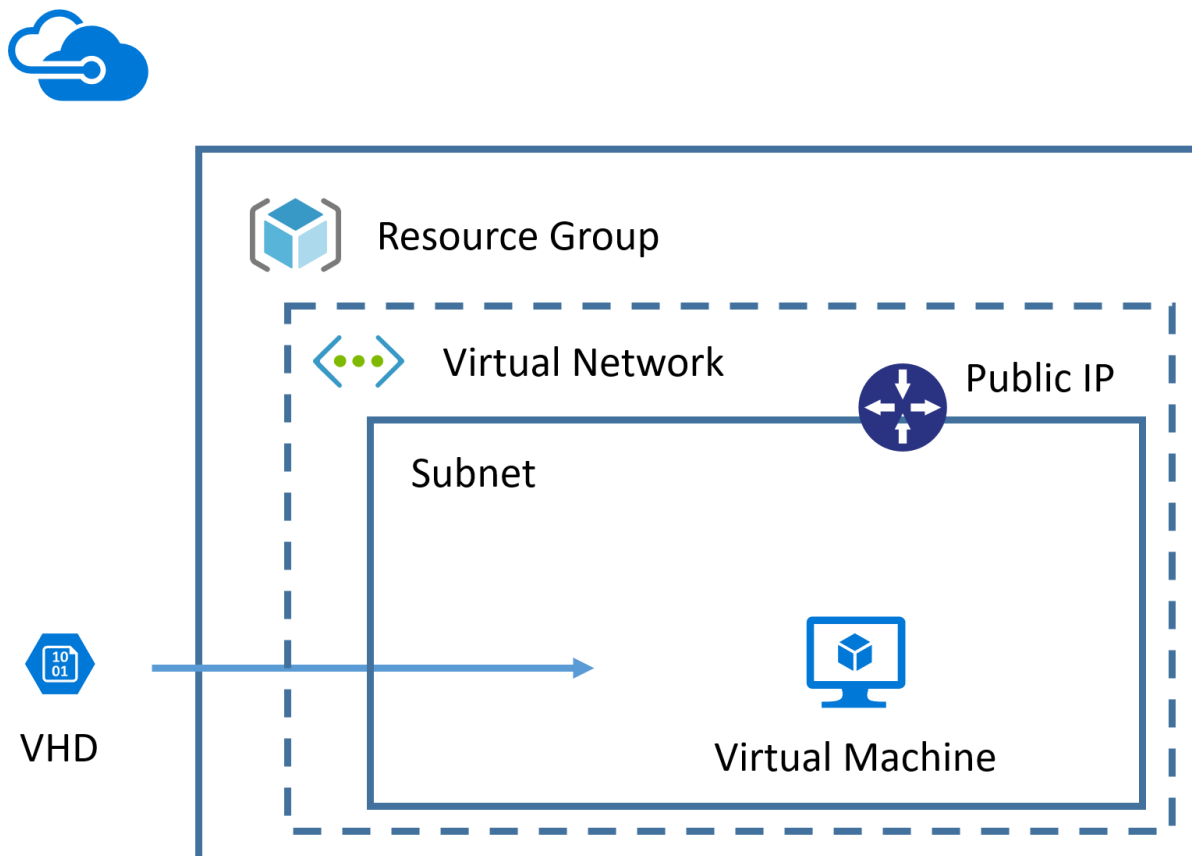 Resource Group
Virtual Network
Public IP
Subnet
10
01
VHD
Virtual Machine